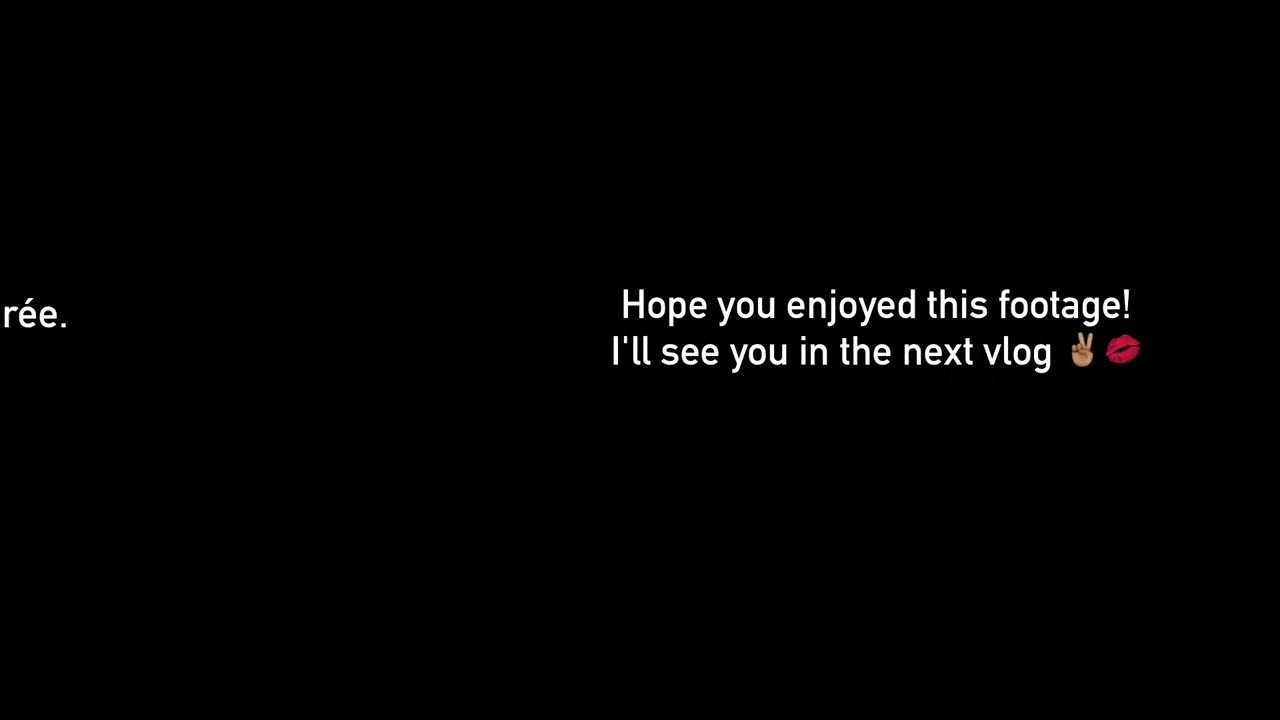 rée.
Hope you enjoyed this footage!
I'll see you in the next vlog ✌🏽💋